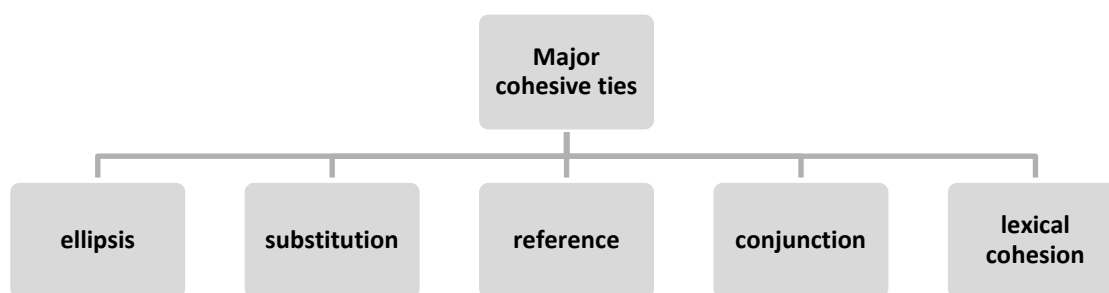 Major
cohesive ties
ellipsis
substitution
reference
conjunction
lexical
cohesion